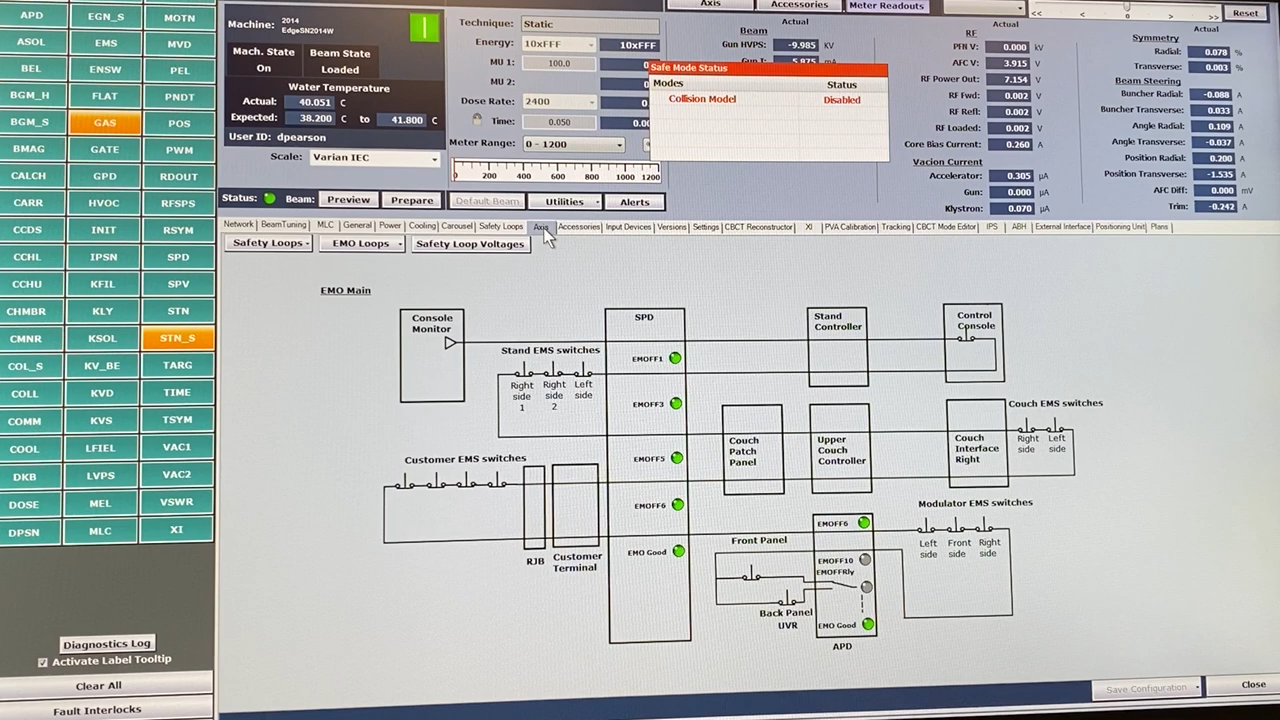 APD EGN_S MOTN
ASOL EMS MVD
BEL ENSW PEL
BGM_H FLAT PNDT
BGM_S GAS POS
BMAG GATE PWM
CALCH GPD RDOUT
CARR HVOC RFSPS
CCDS INIT RSYM
CCHL IPSN SPD
CCHU KFIL SPV
CHMBR KLY STN
CMNR KSOL STN_S
COL_S KV_BE TARG
COLL KVD TIME
COMM KVS TSYM
COOL LFIEL VAC1
DKB LVPS VAC2
DOSE MEL VSWR
DPSN MLC XI
Diagnostics Log
Activate Label Tooltip
Clear All
Fault Interlocks
Machine: 2014
EdgeSN2014W
Mach. State Beam State
On Loaded
Water Temperature
Actual: 40.051 C
Expected: 38.200 C to 41.800 C
User ID: dpearson
Scale: Varian IEC
Technique: Static
Energy: 10xFFF 10xFFF
MU 1: 100.0
MU 2:
Dose Rate: 2400
Time: 0.050
Meter Range: 0 - 1200
0 200 400 600 800 1000 1200
Axis Accessories Meter Readouts
<< < 0 > >> Reset
Actual
Beam
Gun HVPS: -9.985 KV
Safe Mode Status
Modes Status
Collision Model Disabled
Actual
RF
PFN V: 0.000 kV
AFC V: 3.915 V
RF Power Out: 7.154 V
RF Fwd: 0.002 V
RF Refl: 0.002 V
RF Loaded: 0.002 V
Core Bias Current: 0.260 A
Vacion Current
Accelerator: 0.305 µA
Gun: 0.000 µA
Klystron: 0.070 µA
Actual
Symmetry
Radial: 0.078 %
Transverse: 0.003 %
Beam Steering
Buncher Radial: -0.088 A
Buncher Transverse: 0.033 A
Angle Radial: 0.109 A
Angle Transverse: -0.037 A
Position Radial: 0.200 A
Position Transverse: -1.535 A
AFC Diff: 0.000 mV
Trim: -0.242 A
Status: Beam: Preview Prepare Default Beam Utilities Alerts
Network BeamTuning MLC General Power Cooling Carousel Safety Loops Axis Accessories Input Devices Versions Settings CBCT Reconstructor XI PVA Calibration Tracking CBCT Mode Editor IPS ABH External Interface Positioning Unit Plans
Safety Loops EMO Loops Safety Loop Voltages
EMO Main
Console
Monitor
SPD
Stand
Controller
Control
Console
Stand EMS switches
Right
side
1
Right
side
2
Left
side
EMOFF1
EMOFF3
EMOFF5
EMOFF6
EMO Good
Couch EMS switches
Right
side
Left
side
Couch
Patch
Panel
Upper
Couch
Controller
Couch
Interface
Right
Customer EMS switches
RJB
Customer
Terminal
Modulator EMS switches
Left
side
Front
side
Right
side
Front Panel
EMOFF6
EMOFF10
EMOFFRly
Back Panel
UVR
EMO Good
APD
Save Configuration Close